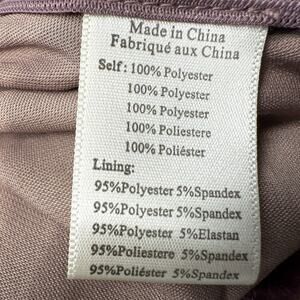 Made in China
Fabriqué aux China
Self : 100% Polyester
100% Polyester
100% Polyester
100% Poliestere
100% Poliéster
Lining:
95%Polyester 5%Spandex
95%Polyester 5%Spandex
95%Polyester 5%Elastan
95%Poliestere 5%Spandex
95%Poliéster 5%Spandex